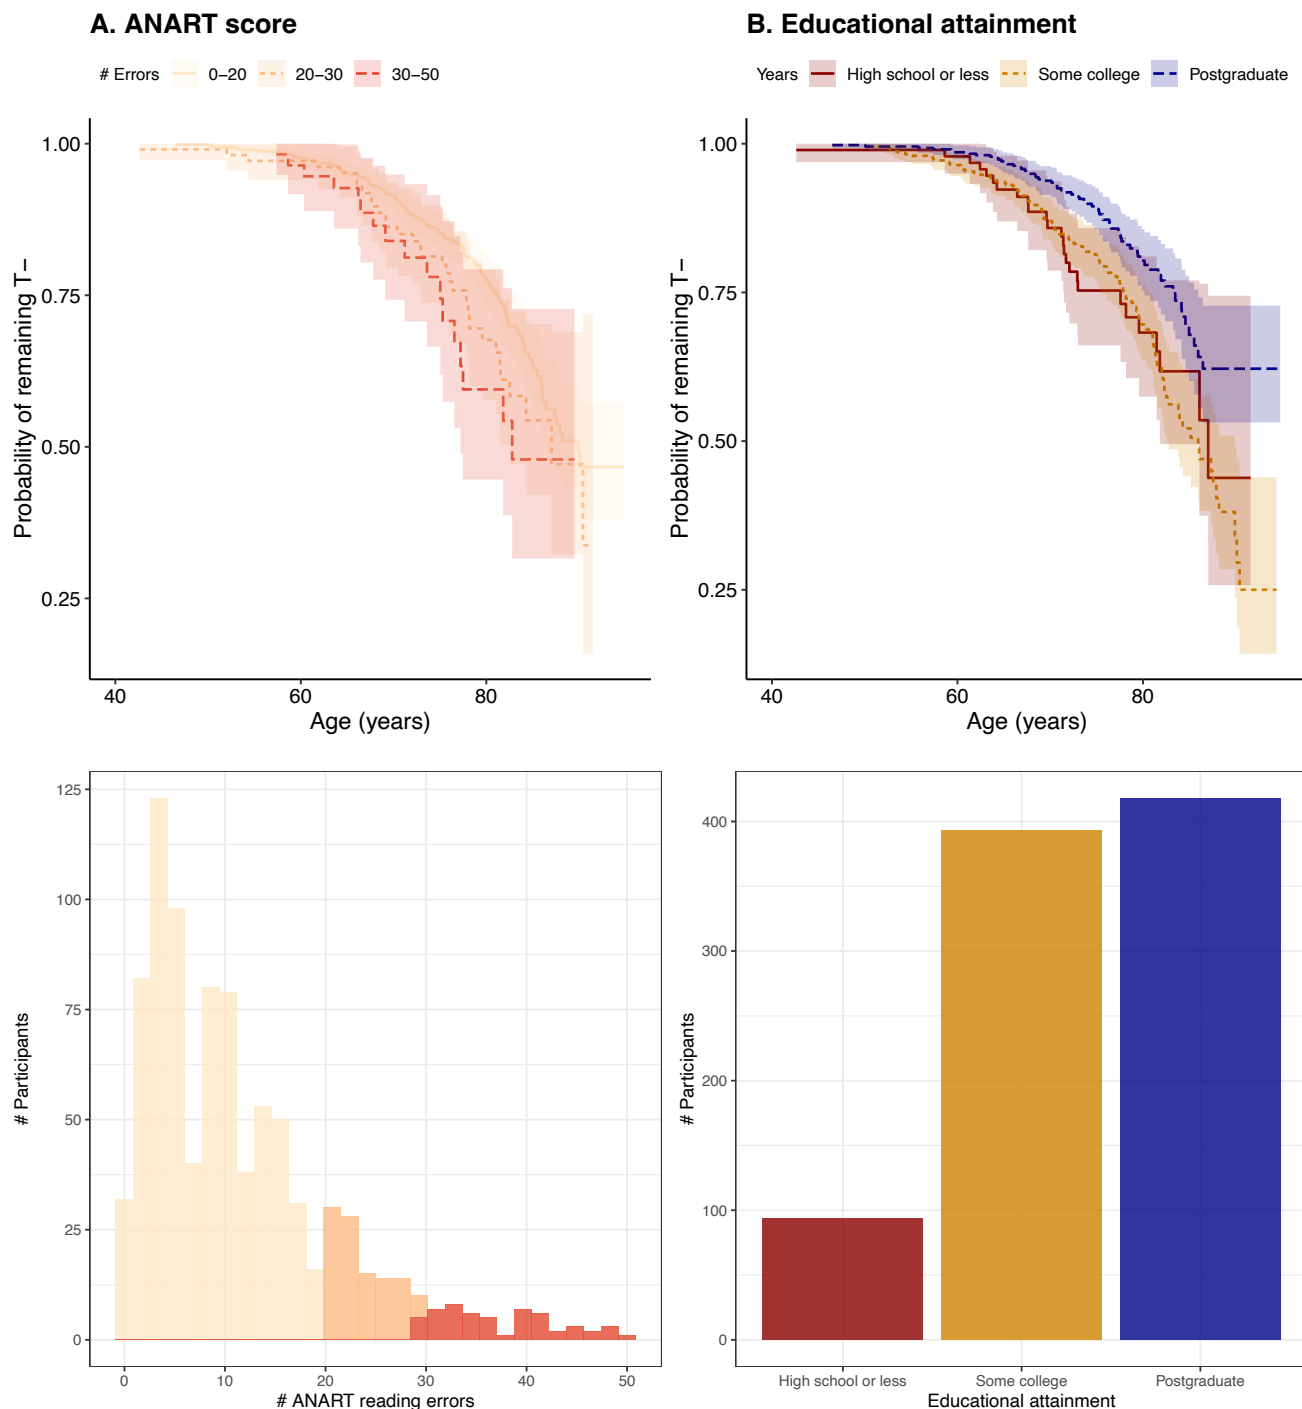 A. ANART score
# Errors 0–20 20–30 30–50
Probability of remaining T–
1.00
0.75
0.50
0.25
40 60 80
Age (years)
B. Educational attainment
Years High school or less Some college Postgraduate
Probability of remaining T–
1.00
0.75
0.50
0.25
40 60 80
Age (years)
# Participants
125
100
75
50
25
0
0 10 20 30 40 50
# ANART reading errors
# Participants
400
300
200
100
0
High school or less Some college Postgraduate
Educational attainment